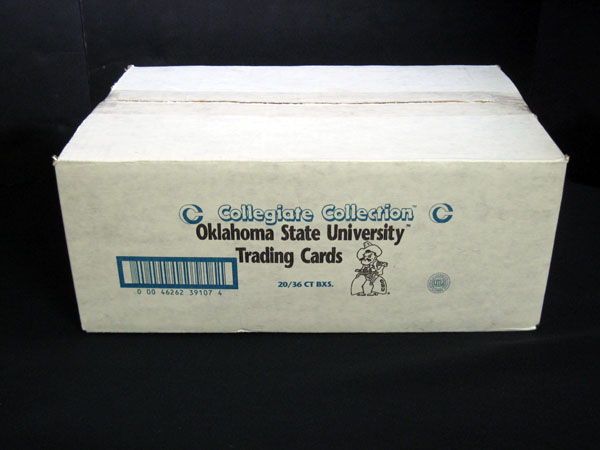 Collegiate Collection™
Oklahoma State University™
Trading Cards
20/36 CT BXS.
0 00 46262 39107 4